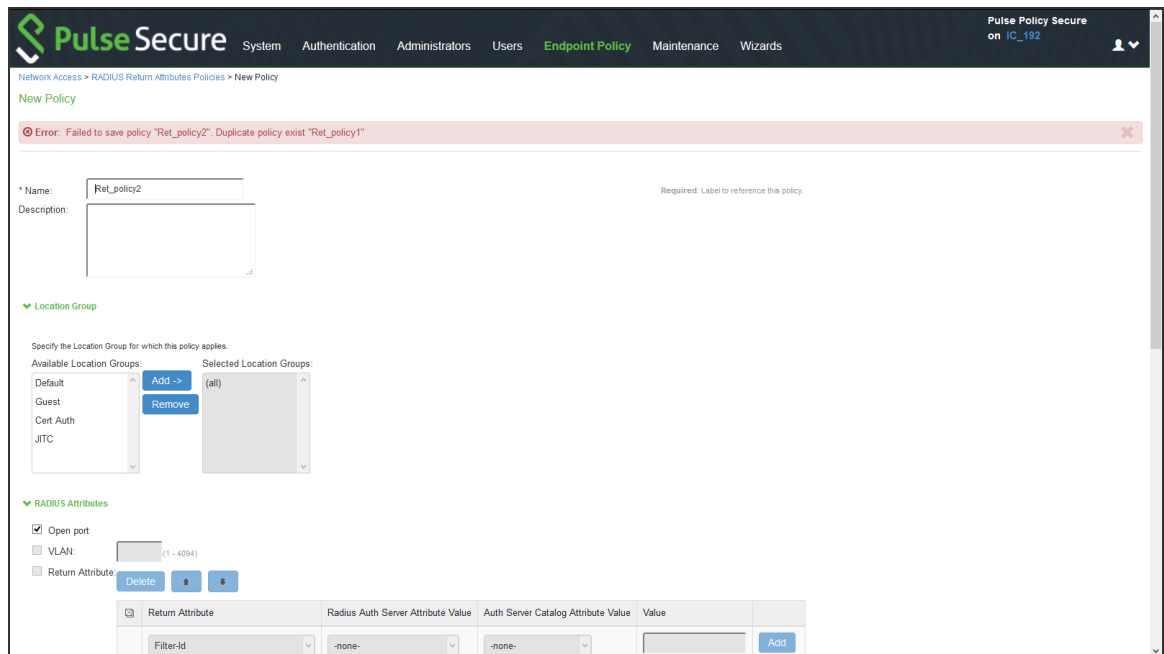 Pulse Secure
System Authentication Administrators Users Endpoint Policy Maintenance Wizards
Pulse Policy Secure
on IC_192
Network Access > RADIUS Return Attributes Policies > New Policy
New Policy
Error: Failed to save policy "Ret_policy2". Duplicate policy exist "Ret_policy1"
* Name: Ret_policy2 Required: Label to reference this policy.
Description:
Location Group
Specify the Location Group for which this policy applies.
Available Location Groups: Selected Location Groups:
Default Add -> (all)
Guest Remove
Cert Auth
JITC
RADIUS Attributes
Open port
VLAN: (1 - 4094)
Return Attribute: Delete
Return Attribute Radius Auth Server Attribute Value Auth Server Catalog Attribute Value Value
Filter-Id -none- -none- Add